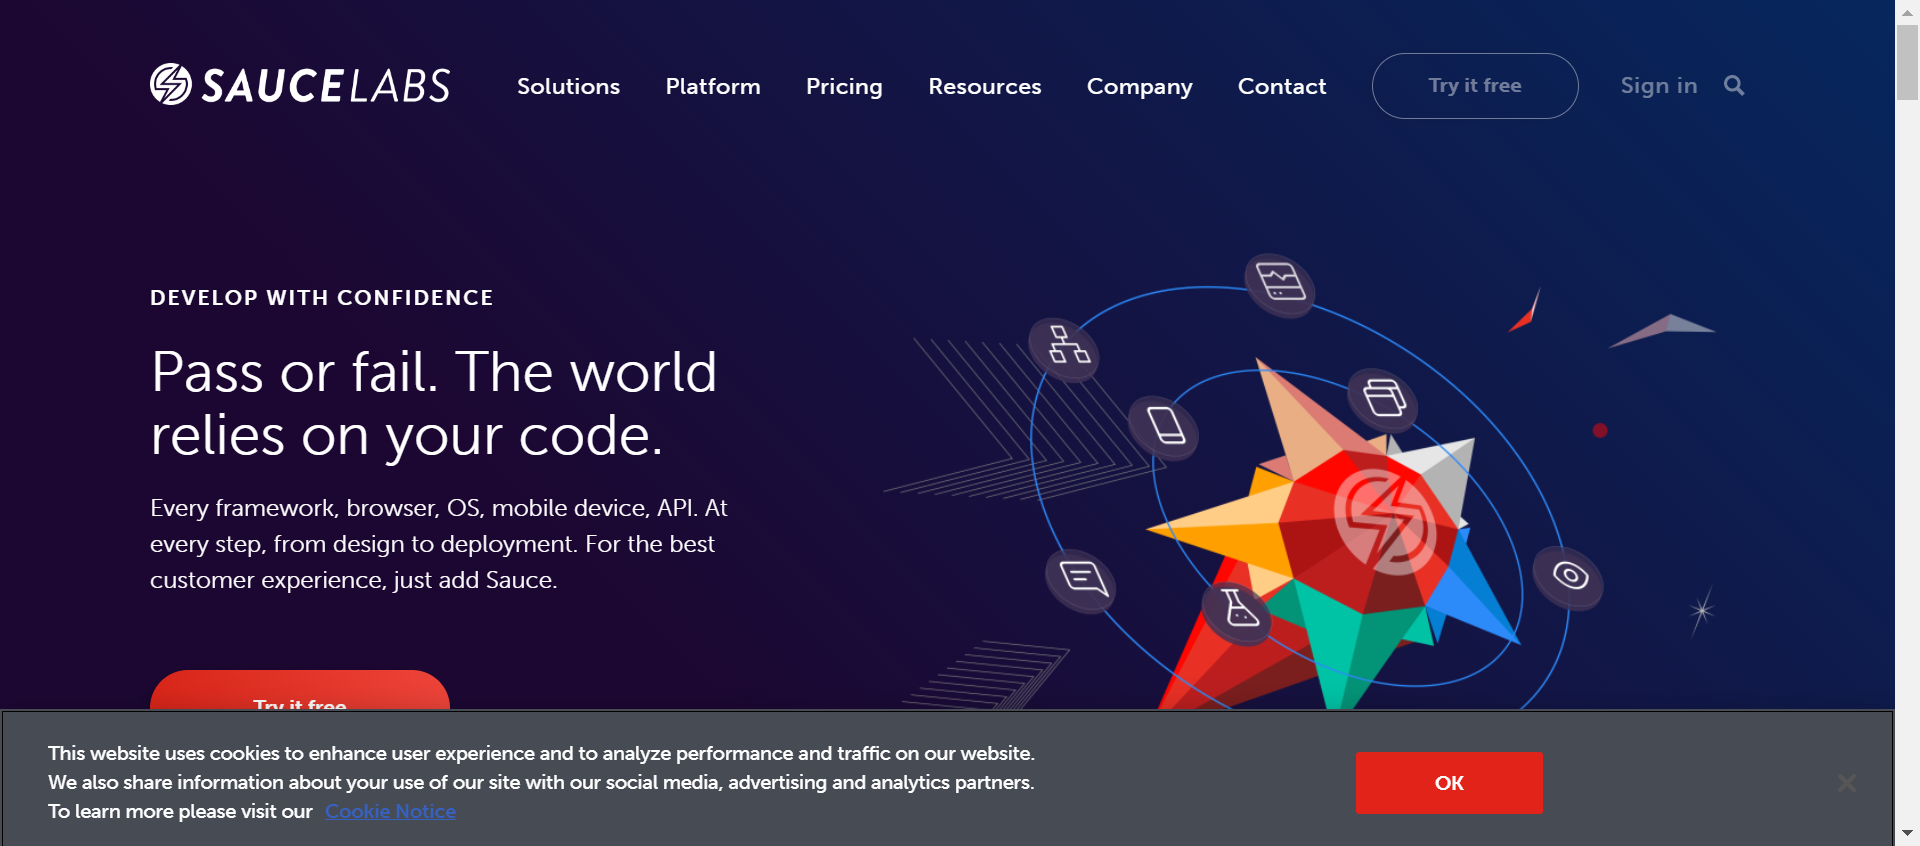 SAUCELABS
Solutions Platform Pricing Resources Company Contact Try it free Sign in
DEVELOP WITH CONFIDENCE
Pass or fail. The world
relies on your code.
Every framework, browser, OS, mobile device, API. At
every step, from design to deployment. For the best
customer experience, just add Sauce.
Try it free
This website uses cookies to enhance user experience and to analyze performance and traffic on our website.
We also share information about your use of our site with our social media, advertising and analytics partners.
To learn more please visit our Cookie Notice
OK